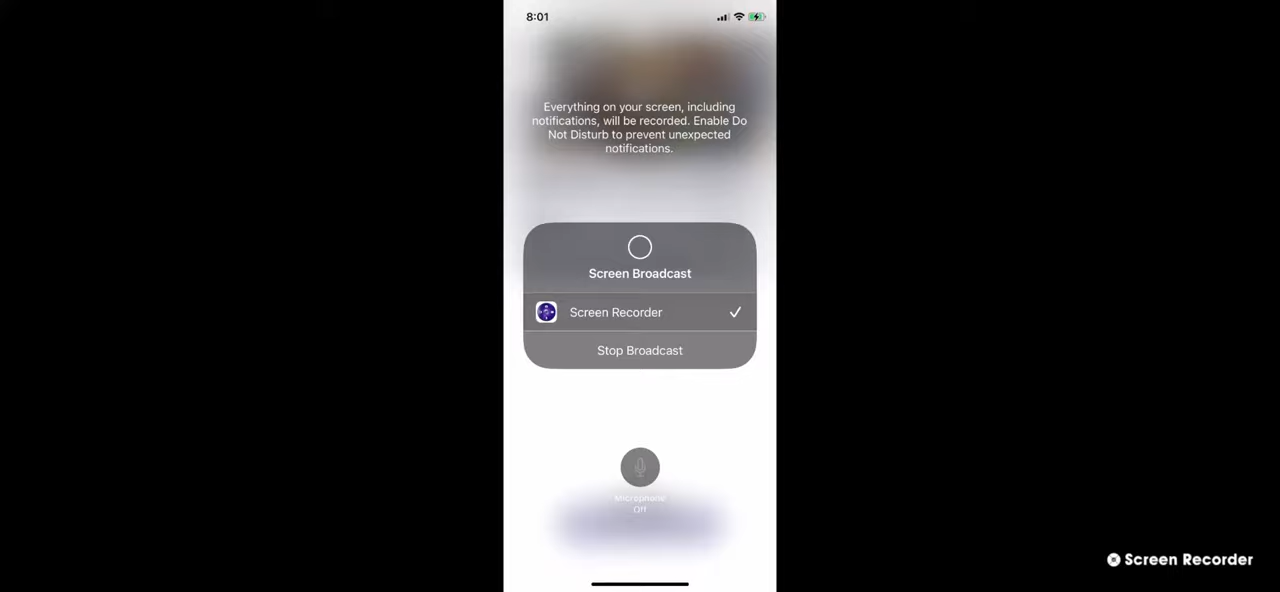 8:01
Everything on your screen, including
notifications, will be recorded. Enable Do
Not Disturb to prevent unexpected
notifications.
Screen Broadcast
Screen Recorder
Stop Broadcast
Microphone
Off
Screen Recorder